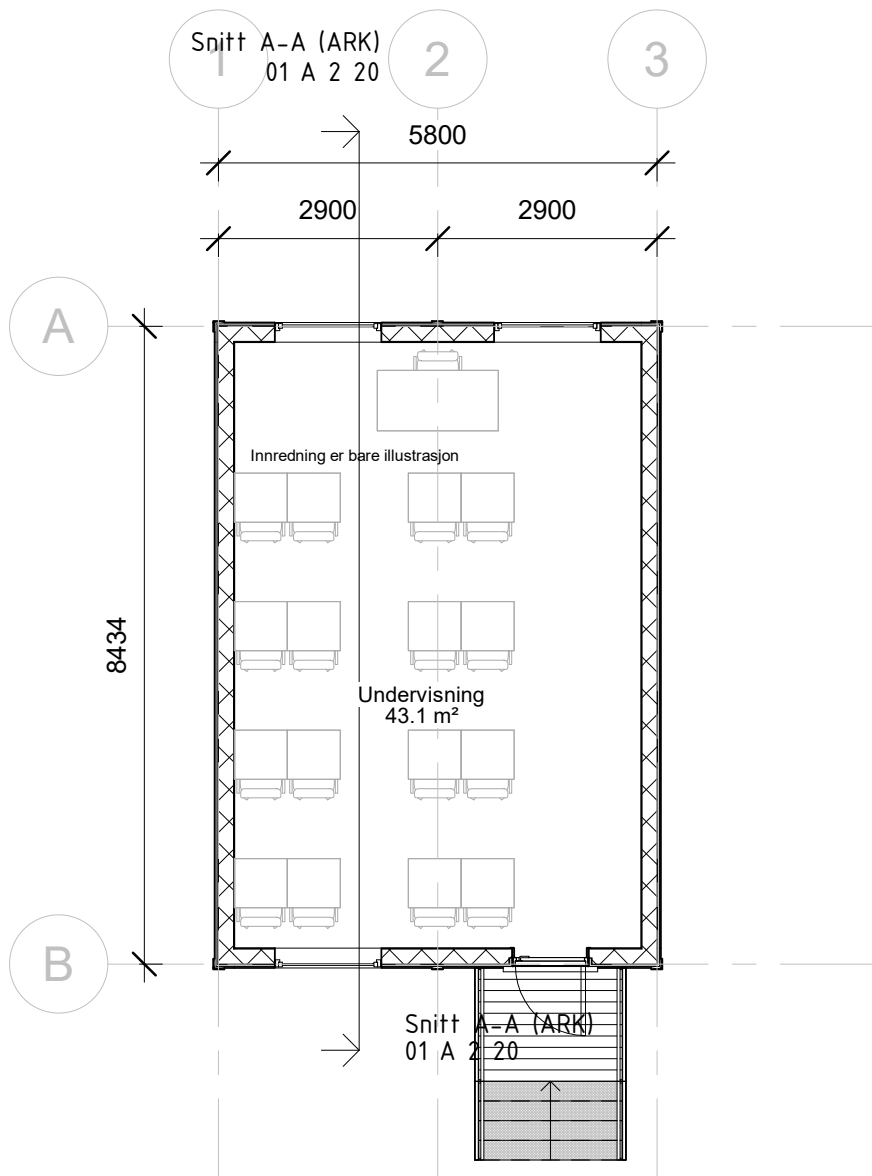 Snitt A-A (ARK)
01 A 2 20
1
2
3
5800
2900
2900
A
Innredning er bare illustrasjon
8434
Undervisning
43.1 m²
B
Snitt A-A (ARK)
01 A 2 20